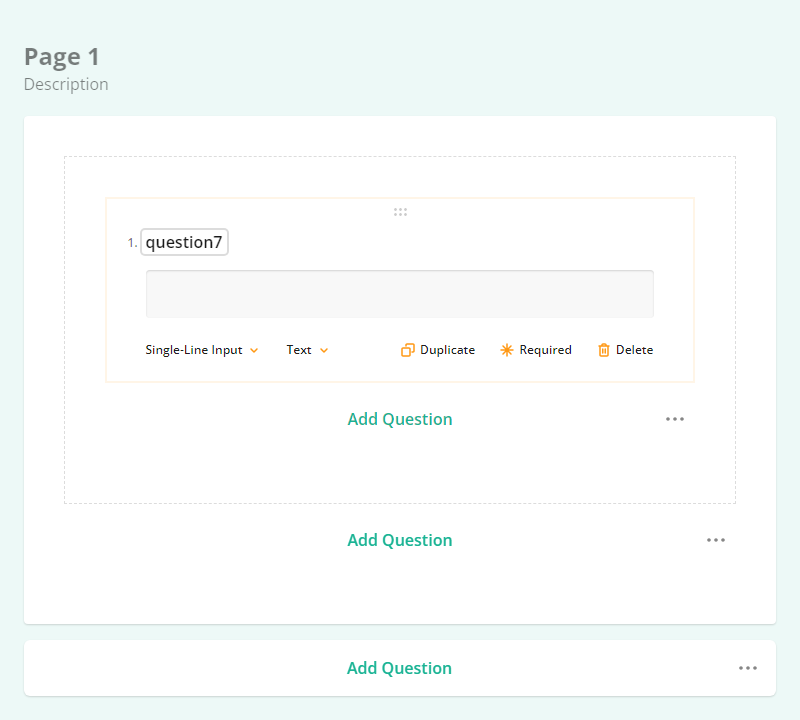 Page 1
Description
1. question7
Single-Line Input Text Duplicate Required Delete
Add Question
Add Question
Add Question